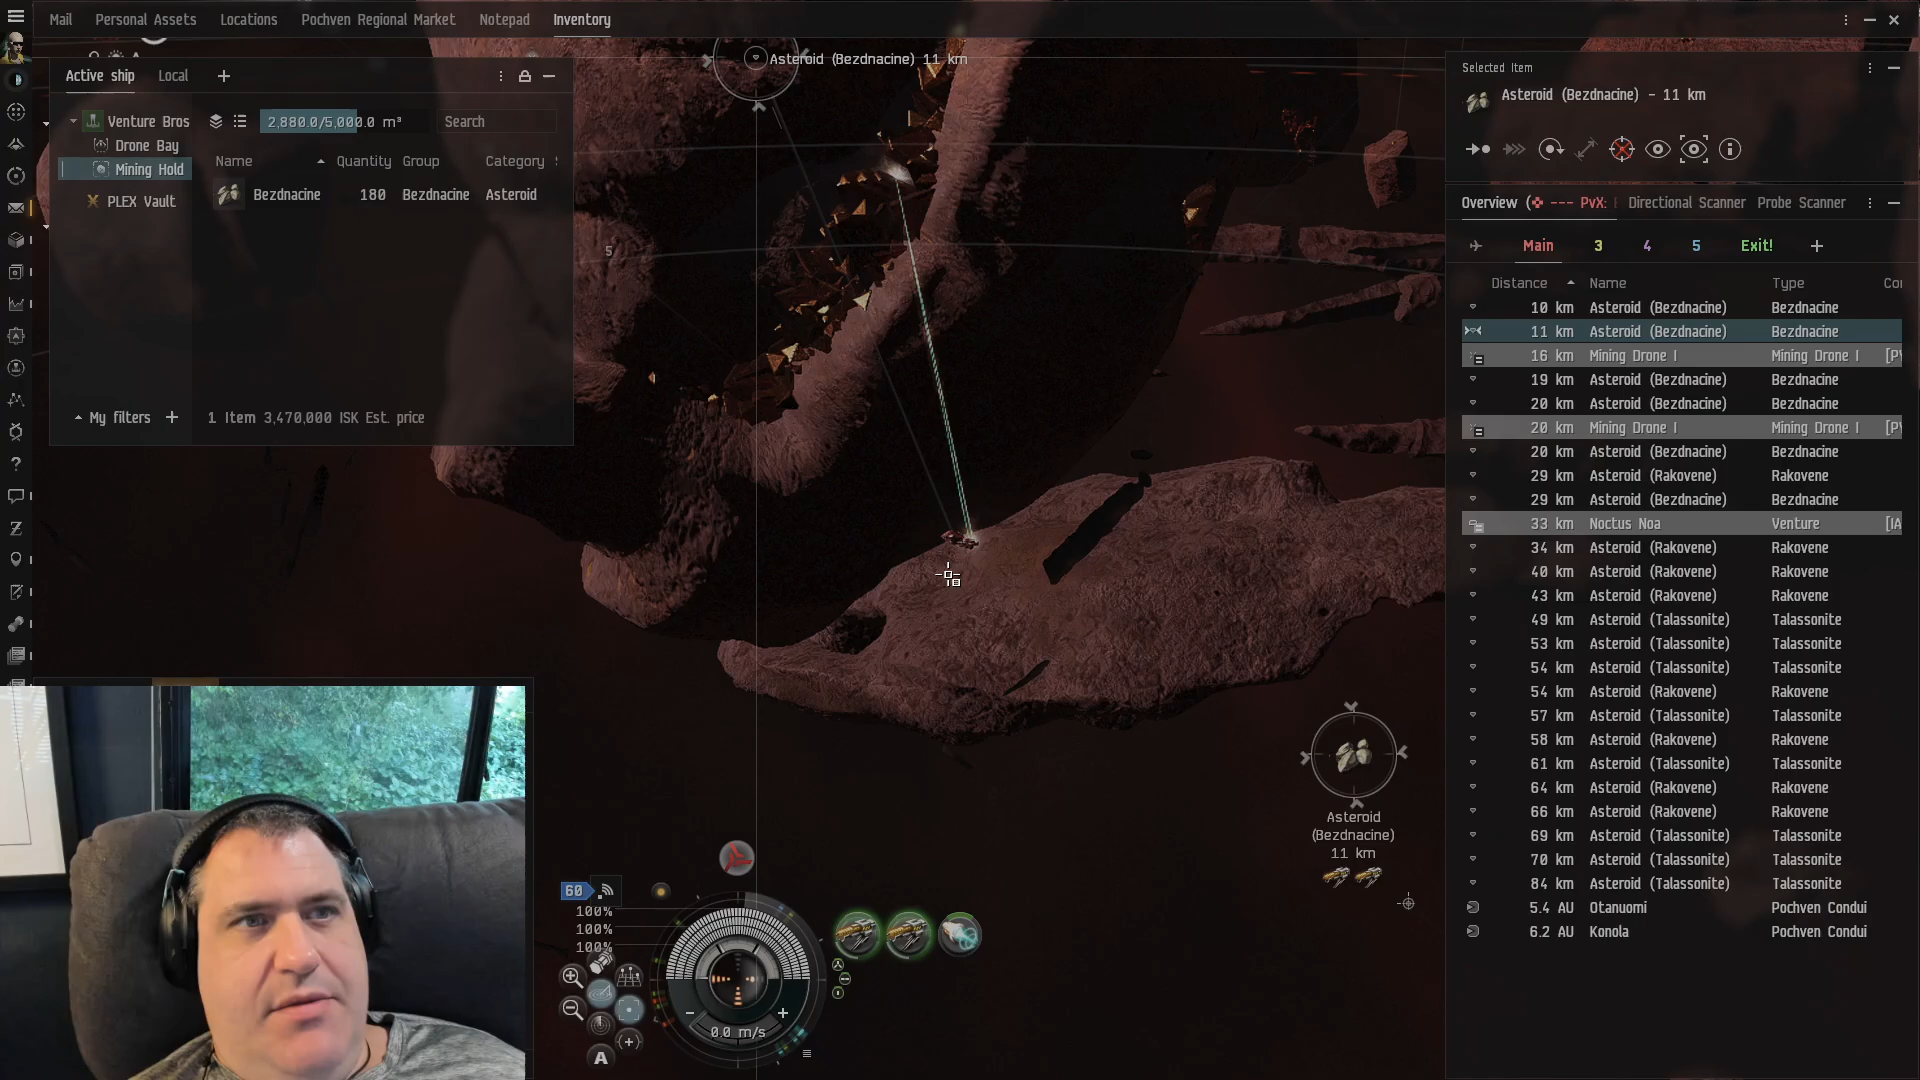 Mail Personal Assets Locations Pochven Regional Market Notepad Inventory
Active ship Local +
Venture Bros
2,880.0/5,000.0 m³
Search
Drone Bay
Mining Hold
PLEX Vault
Name Quantity Group Category
Bezdnacine 180 Bezdnacine Asteroid
My filters +
1 Item 3,470,000 ISK Est. price
Asteroid (Bezdnacine) 11 km
5
Selected Item
Asteroid (Bezdnacine) - 11 km
Overview ( --- PvX: Directional Scanner Probe Scanner
Main 3 4 5 Exit! +
Distance Name Type
10 km Asteroid (Bezdnacine) Bezdnacine
11 km Asteroid (Bezdnacine) Bezdnacine
16 km Mining Drone I Mining Drone I
19 km Asteroid (Bezdnacine) Bezdnacine
20 km Asteroid (Bezdnacine) Bezdnacine
20 km Mining Drone I Mining Drone I
20 km Asteroid (Bezdnacine) Bezdnacine
29 km Asteroid (Rakovene) Rakovene
29 km Asteroid (Bezdnacine) Bezdnacine
33 km Noctus Noa Venture [IA
34 km Asteroid (Rakovene) Rakovene
40 km Asteroid (Rakovene) Rakovene
43 km Asteroid (Rakovene) Rakovene
49 km Asteroid (Talassonite) Talassonite
53 km Asteroid (Talassonite) Talassonite
54 km Asteroid (Talassonite) Talassonite
54 km Asteroid (Rakovene) Rakovene
57 km Asteroid (Talassonite) Talassonite
58 km Asteroid (Rakovene) Rakovene
61 km Asteroid (Talassonite) Talassonite
64 km Asteroid (Rakovene) Rakovene
66 km Asteroid (Rakovene) Rakovene
69 km Asteroid (Talassonite) Talassonite
70 km Asteroid (Talassonite) Talassonite
84 km Asteroid (Talassonite) Talassonite
5.4 AU Otanuomi Pochven Condui
6.2 AU Konola Pochven Condui
Asteroid
(Bezdnacine)
11 km
60
100%
100%
100%
0.0 m/s
A